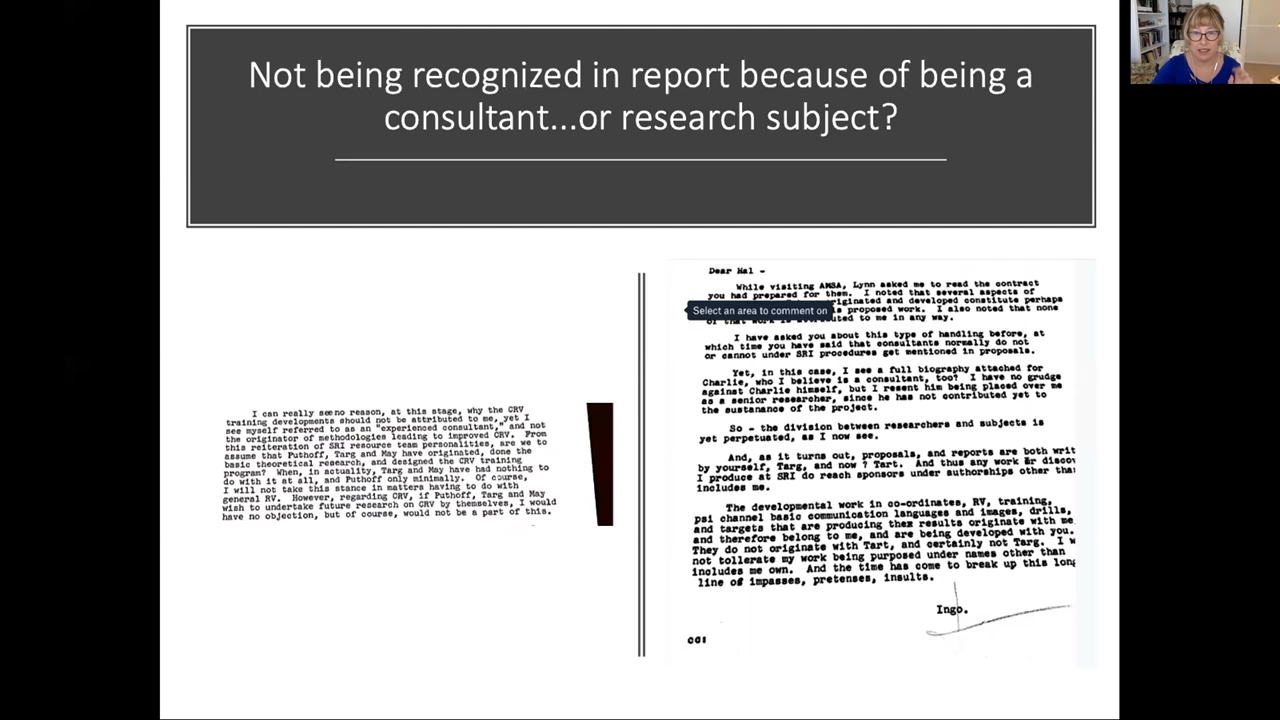 Not being recognized in report because of being a
consultant...or research subject?
I can really see no reason, at this stage, why the CRV
training developments should not be attributed to me, yet I
see myself referred to as an "experienced consultant," and not
the originator of methodologies leading to improved CRV. From
this reiteration of SRI resource team personalities, are we to
assume that Puthoff, Targ and May have originated, done the
basic theoretical research, and designed the CRV training
program? When, in actuality, Targ and May have had nothing to
do with it at all, and Puthoff only minimally. Of course,
I will not take this stance in matters having to do with
general RV. However, regarding CRV, if Puthoff, Targ and May
wish to undertake future research on CRV by themselves, I would
have no objection, but of course, would not be a part of this.
Dear Hal -
While visiting AMSA, Lynn asked me to read the contract
you had prepared for them. I noted that several aspects of
riginated and developed constitute perhaps
Select an area to comment on
is proposed work. I also noted that none
of that work is attributed to me in any way.
I have asked you about this type of handling before, at
which time you have said that consultants normally do not
or cannot under SRI procedures get mentioned in proposals.
Yet, in this case, I see a full biography attached for
Charlie, who I believe is a consultant, too? I have no grudge
against Charlie himself, but I resent him being placed over me
as a senior researcher, since he has not contributed yet to
the sustanance of the project.
So - the division between researchers and subjects is
yet perpetuated, as I now see.
And, as it turns out, proposals, and reports are both writ
by yourself, Targ, and now ? Tart. And thus any work or discov
I produce at SRI do reach sponsors under authorships other tha
includes me.
The developmental work in co-ordinates, RV, training,
psi channel basic communication languages and images, drills,
and targets that are producing these results originate with me
and therefore belong to me, and are being developed with you.
They do not originate with Tart, and certainly not Targ. I w
not tollerate my work being purposed under names other than
includes me own. And the time has come to break up this long
line of impasses, pretenses, insults.
Ingo.
CC: